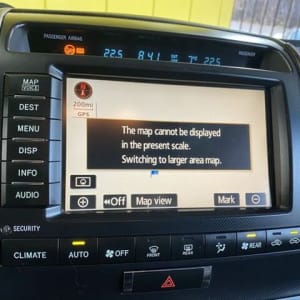 PASSENGER AIRBAG
PASSENGER
22.5 8:41 7° 22.5
MAP
VOICE
DEST
MENU
DISP
INFO
AUDIO
200mi
GPS
The map cannot be displayed
in the present scale.
Switching to larger area map.
Off
Map view
Mark
SECURITY
CLIMATE
AUTO
OFF
FRONT
REAR
REAR